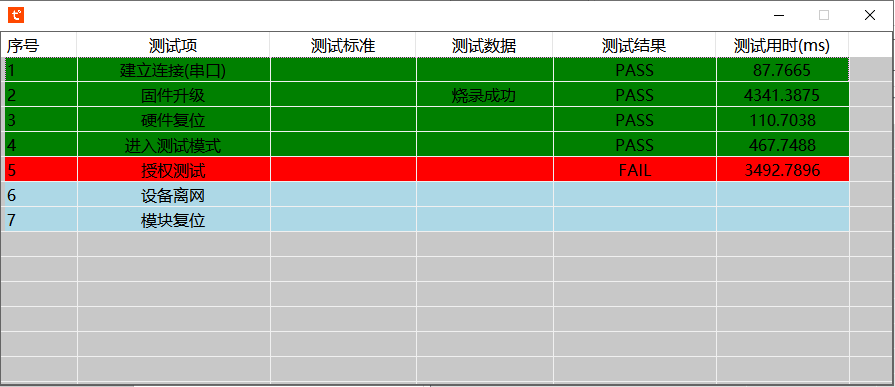 序号 测试项 测试标准 测试数据 测试结果 测试用时(ms)
1 建立连接(串口) PASS 87.7665
2 固件升级 烧录成功 PASS 4341.3875
3 硬件复位 PASS 110.7038
4 进入测试模式 PASS 467.7488
5 授权测试 FAIL 3492.7896
6 设备离网
7 模块复位